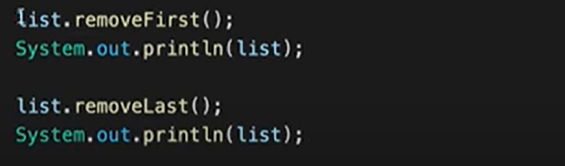 list.removeFirst();
System.out.println(list);
list.removeLast();
System.out.println(list);